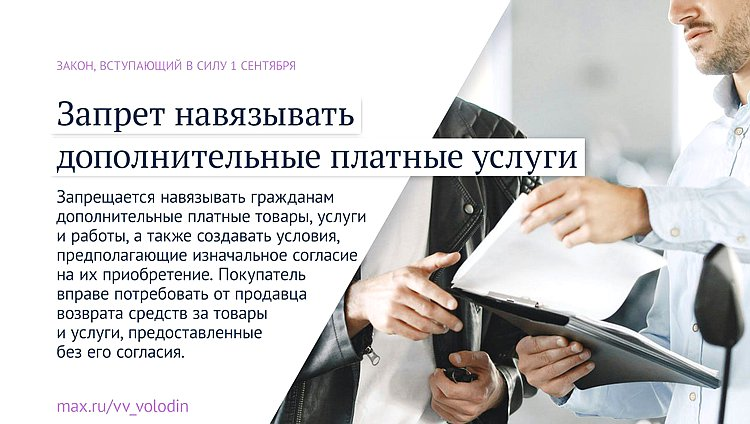 ЗАКОН, ВСТУПАЮЩИЙ В СИЛУ 1 СЕНТЯБРЯ
Запрет навязывать
дополнительные платные услуги
Запрещается навязывать гражданам
дополнительные платные товары, услуги
и работы, а также создавать условия,
предполагающие изначальное согласие
на их приобретение. Покупатель
вправе потребовать от продавца
возврата средств за товары
и услуги, предоставленные
без его согласия.
max.ru/vv_volodin